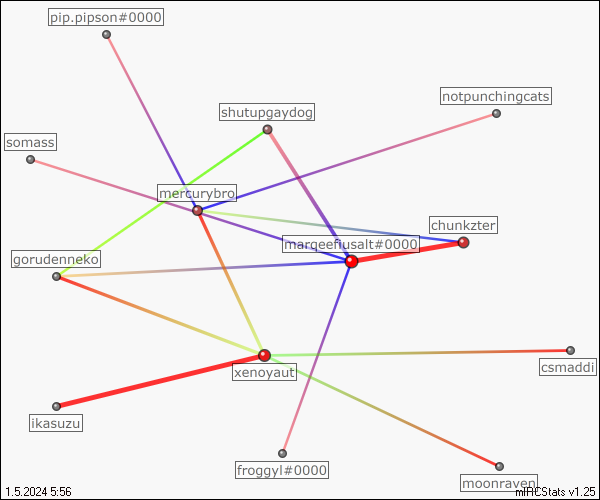 pip.pipson#0000
notpunchingcats
shutupgaydog
somass
mercurybro
chunkzter
margeeflusalt#0000
gorudenneko
xenoyaut
csmaddi
ikasuzu
froggyl#0000
moonraven
1.5.2024 5:56
mIRCStats v1.25